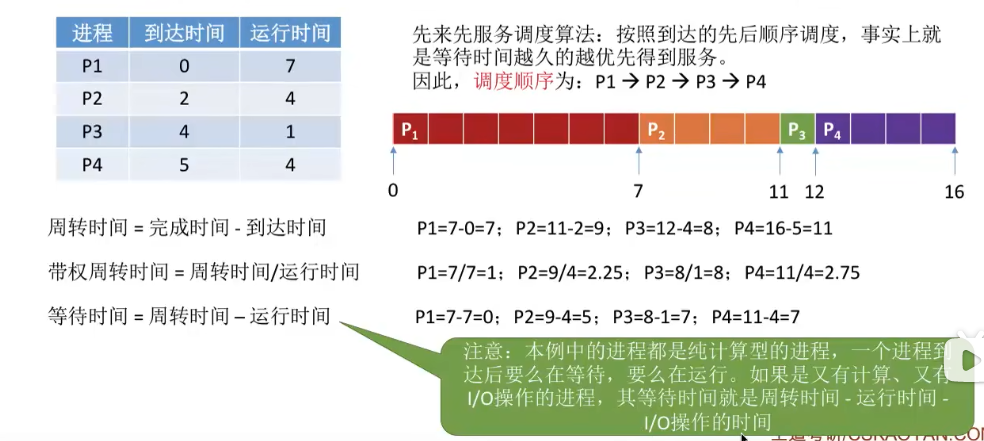 进程 到达时间 运行时间
P1 0 7
P2 2 4
P3 4 1
P4 5 4
先来先服务调度算法：按照到达的先后顺序调度，事实上就
是等待时间越久的越优先得到服务。
因此，调度顺序为：P1 → P2 → P3 → P4
P1 P2 P3 P4
0 7 11 12 16
周转时间 = 完成时间 - 到达时间 P1=7-0=7；P2=11-2=9；P3=12-4=8；P4=16-5=11
带权周转时间 = 周转时间/运行时间 P1=7/7=1；P2=9/4=2.25；P3=8/1=8；P4=11/4=2.75
等待时间 = 周转时间 – 运行时间 P1=7-7=0；P2=9-4=5；P3=8-1=7；P4=11-4=7
注意：本例中的进程都是纯计算型的进程，一个进程到
达后要么在等待，要么在运行。如果是又有计算、又有
I/O操作的进程，其等待时间就是周转时间 - 运行时间 -
I/O操作的时间